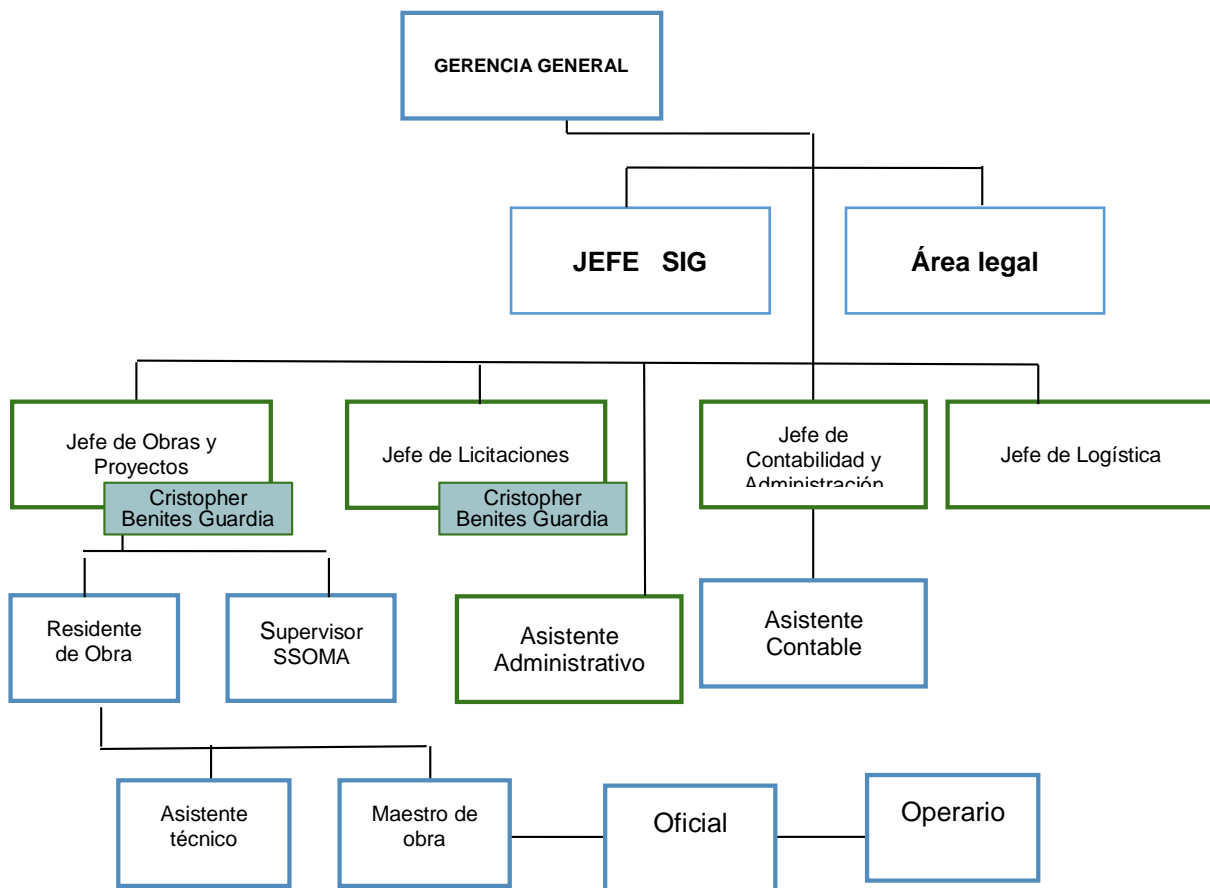 GERENCIA GENERAL
JEFE SIG
Área legal
Jefe de Obras y
Proyectos
Cristopher
Benites Guardia
Jefe de Licitaciones
Cristopher
Benites Guardia
Jefe de
Contabilidad y
Administración
Jefe de Logística
Residente
de Obra
Supervisor
SSOMA
Asistente
Administrativo
Asistente
Contable
Asistente
técnico
Maestro de
obra
Oficial
Operario